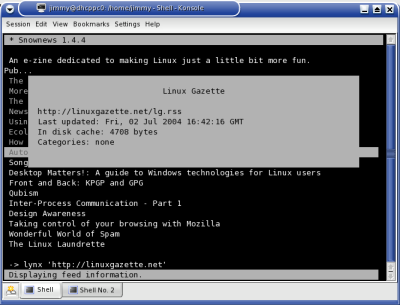 jimmy@dhcppc0: /home/jimmy - Shell - Konsole
Session Edit View Bookmarks Settings Help
* Snownews 1.4.4
An e-zine dedicated to making Linux just a little bit more fun.
Pub...
The
More
The
News
Usin
Ecol
How
Auto
Song
Linux Gazette
http://linuxgazette.net/lg.rss
Last updated: Fri, 02 Jul 2004 16:42:16 GMT
In disk cache: 4708 bytes
Categories: none
Desktop Matters!: A guide to Windows technologies for Linux users
Front and Back: KPGP and GPG
Qubism
Inter-Process Communication - Part 1
Design Awareness
Taking control of your browsing with Mozilla
Wonderful World of Spam
The Linux Laundrette
-> lynx 'http://linuxgazette.net'
Displaying feed information.
Shell
Shell No. 2